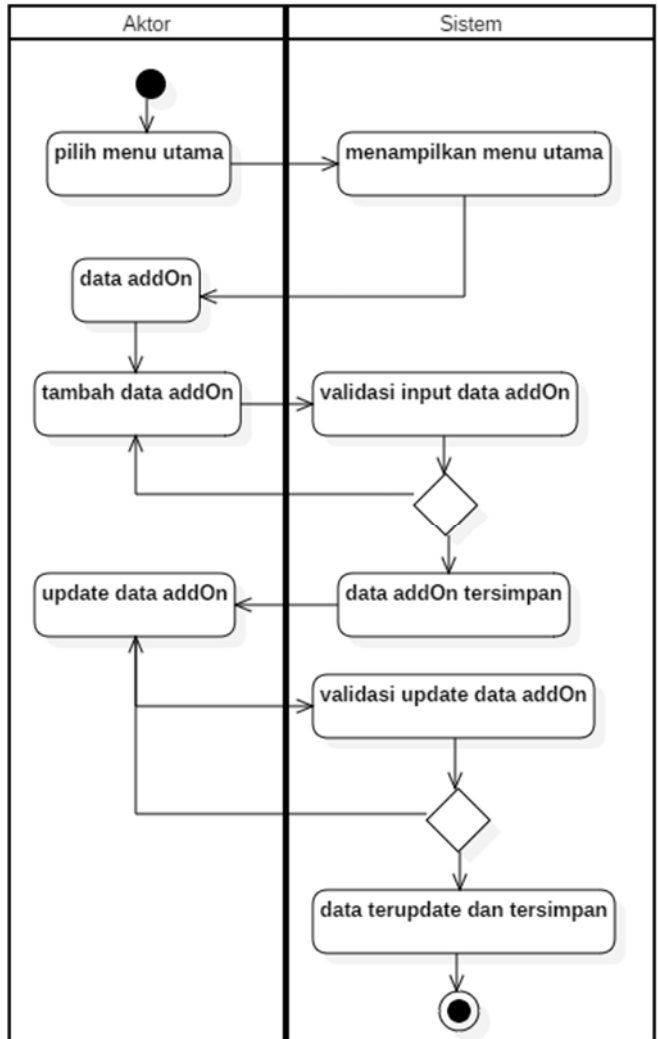 Aktor
Sistem
pilih menu utama
menampilkan menu utama
data addOn
tambah data addOn
validasi input data addOn
update data addOn
data addOn tersimpan
validasi update data addOn
data terupdate dan tersimpan